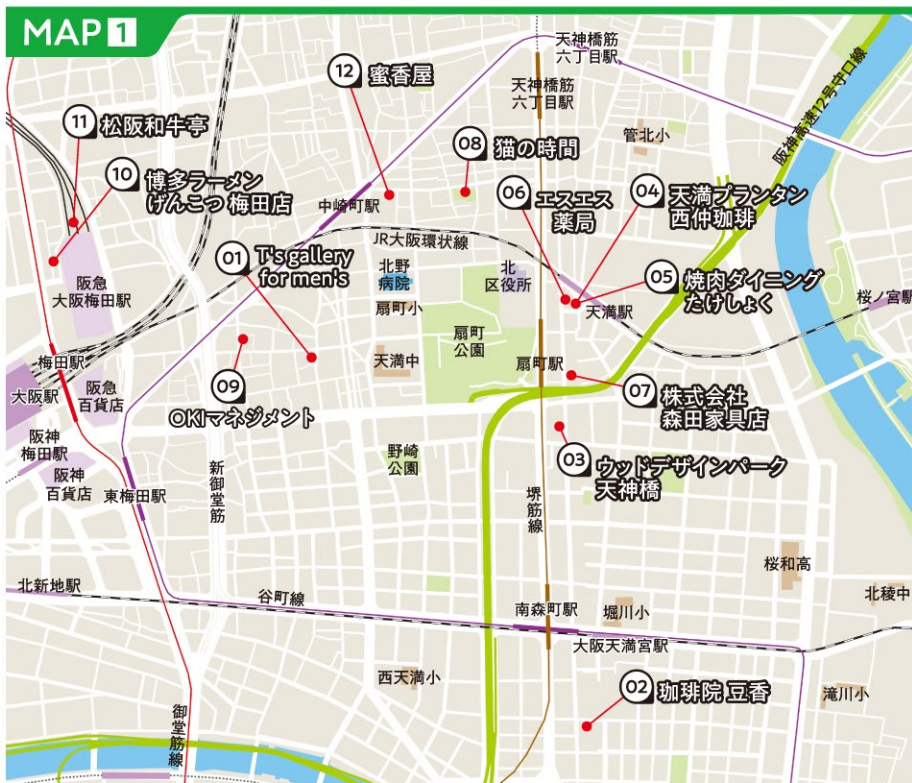 MAP 1
天神橋筋
六丁目駅
12 蜜香屋
天神橋筋
六丁目駅
阪神高速12号守口線
11 松阪和牛亭
管北小
08 猫の時間
10 博多ラーメン
げんこつ 梅田店
06 エスエス
薬局
04 天満プランタン
西仲珈琲
中崎町駅
JR大阪環状線
01 T's gallery
for men's
北野
病院
北
区役所
05 焼肉ダイニング
たけしょく
阪急
大阪梅田駅
扇町小
天満駅
桜ノ宮駅
扇町
公園
梅田駅
天満中
扇町駅
大阪駅
阪急
百貨店
09
OKIマネジメント
07 株式会社
森田家具店
阪神
梅田駅
野崎
公園
03 ウッドデザインパーク
天神橋
阪神
百貨店
東梅田駅
新御堂筋
堺筋線
桜和高
北新地駅
谷町線
南森町駅
堀川小
北稜中
大阪天満宮駅
西天満小
02 珈琲院 豆香
滝川小
御堂筋線